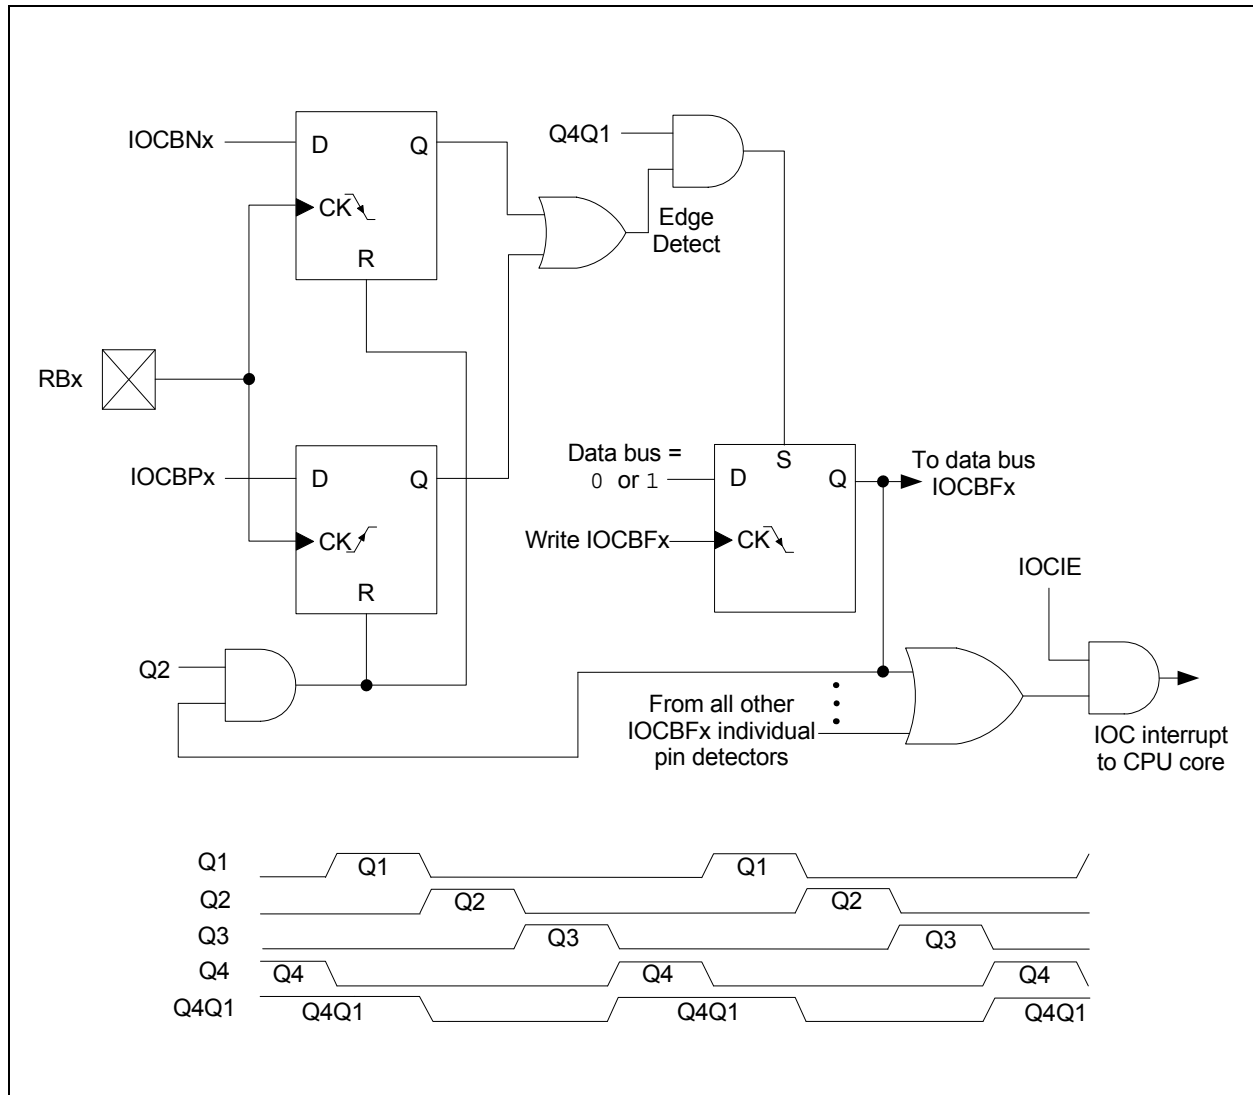 IOCBNx
D
Q
CK
R
Q4Q1
Edge
Detect
RBx
IOCBPx
D
Q
CK
R
Q2
Data bus =
0 or 1
D
S
Q
Write IOCBFx
CK
To data bus
IOCBFx
IOCIE
From all other
IOCBFx individual
pin detectors
IOC interrupt
to CPU core
Q1
Q1
Q1
Q2
Q2
Q2
Q3
Q3
Q3
Q4
Q4
Q4
Q4
Q4Q1
Q4Q1
Q4Q1
Q4Q1